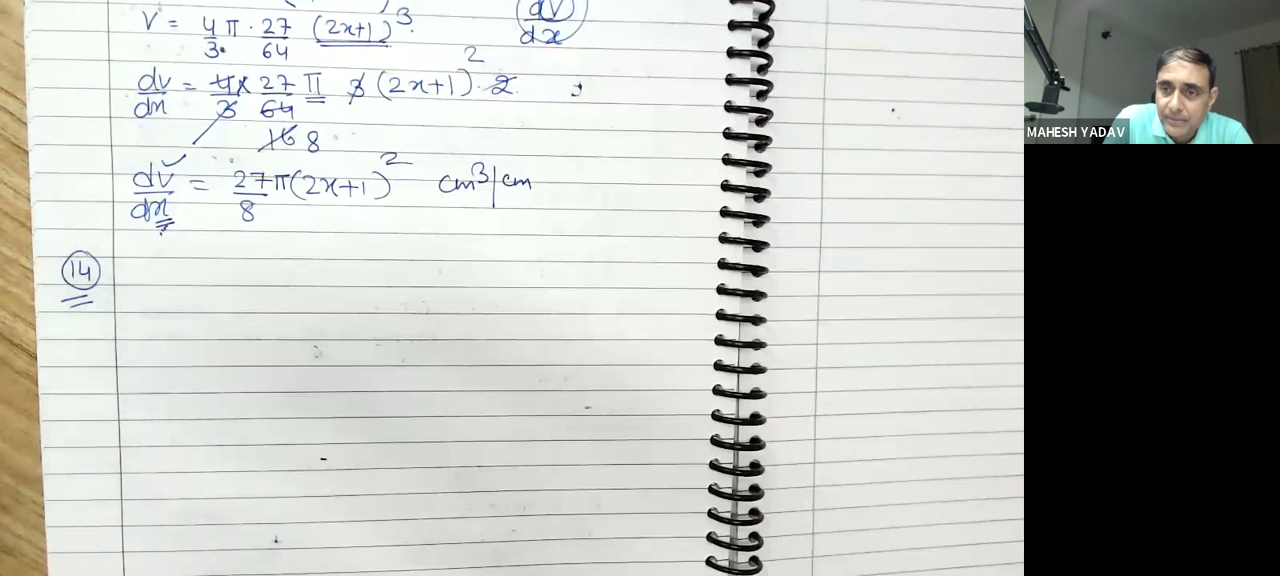 V = 4/3 π · 27/64 (2x+1)³
dV/dx
dv/dx = 4/3 x 27/64 π 3 (2x+1)² · 2
16 8
dv/dx = 27/8 π(2x+1)² cm³/cm
14
MAHESH YADAV